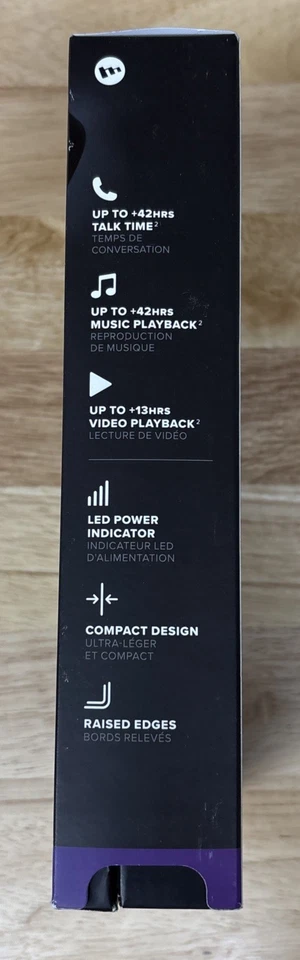 UP TO +42HRS
TALK TIME²
TEMPS DE
CONVERSATION
UP TO +42HRS
MUSIC PLAYBACK²
REPRODUCTION
DE MUSIQUE
UP TO +13HRS
VIDEO PLAYBACK²
LECTURE DE VIDÉO
LED POWER
INDICATOR
INDICATEUR LED
D'ALIMENTATION
COMPACT DESIGN
ULTRA-LÉGER
ET COMPACT
RAISED EDGES
BORDS RELEVÉS